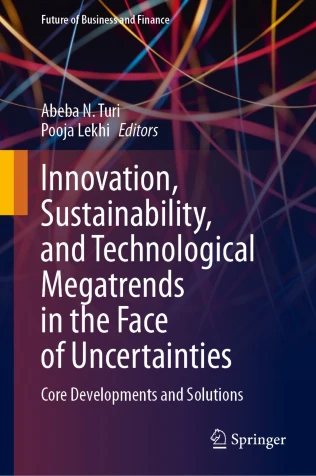 Future of Business and Finance
Abeba N. Turi
Pooja Lekhi Editors
Innovation,
Sustainability,
and Technological
Megatrends
in the Face
of Uncertainties
Core Developments and Solutions
Springer